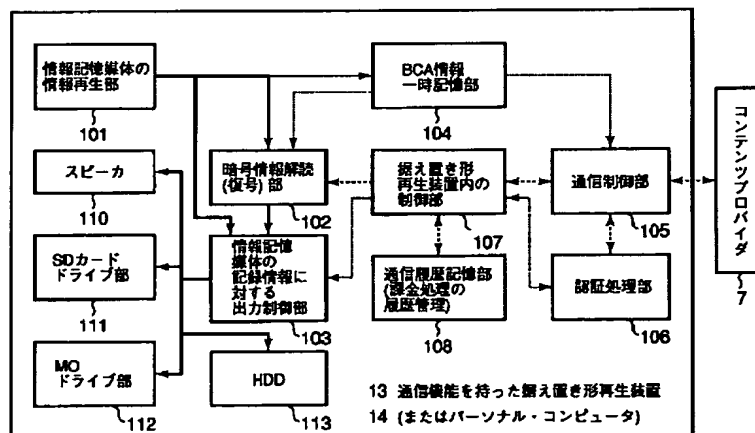 情報記憶媒体の
情報再生部
101
BCA情報
一時記憶部
104
スピーカ
110
暗号情報解読
(復号)部
102
据え置き形
再生装置内の
制御部
107
通信制御部
105
コンテンツプロバイダ
7
SDカード
ドライブ部
111
情報記憶
媒体の
記録情報に
対する
出力制御部
103
通信履歴記憶部
(課金処理の
履歴管理)
108
認証処理部
106
MO
ドライブ部
112
HDD
113
13 通信機能を持った据え置き形再生装置
14 (またはパーソナル・コンピュータ)